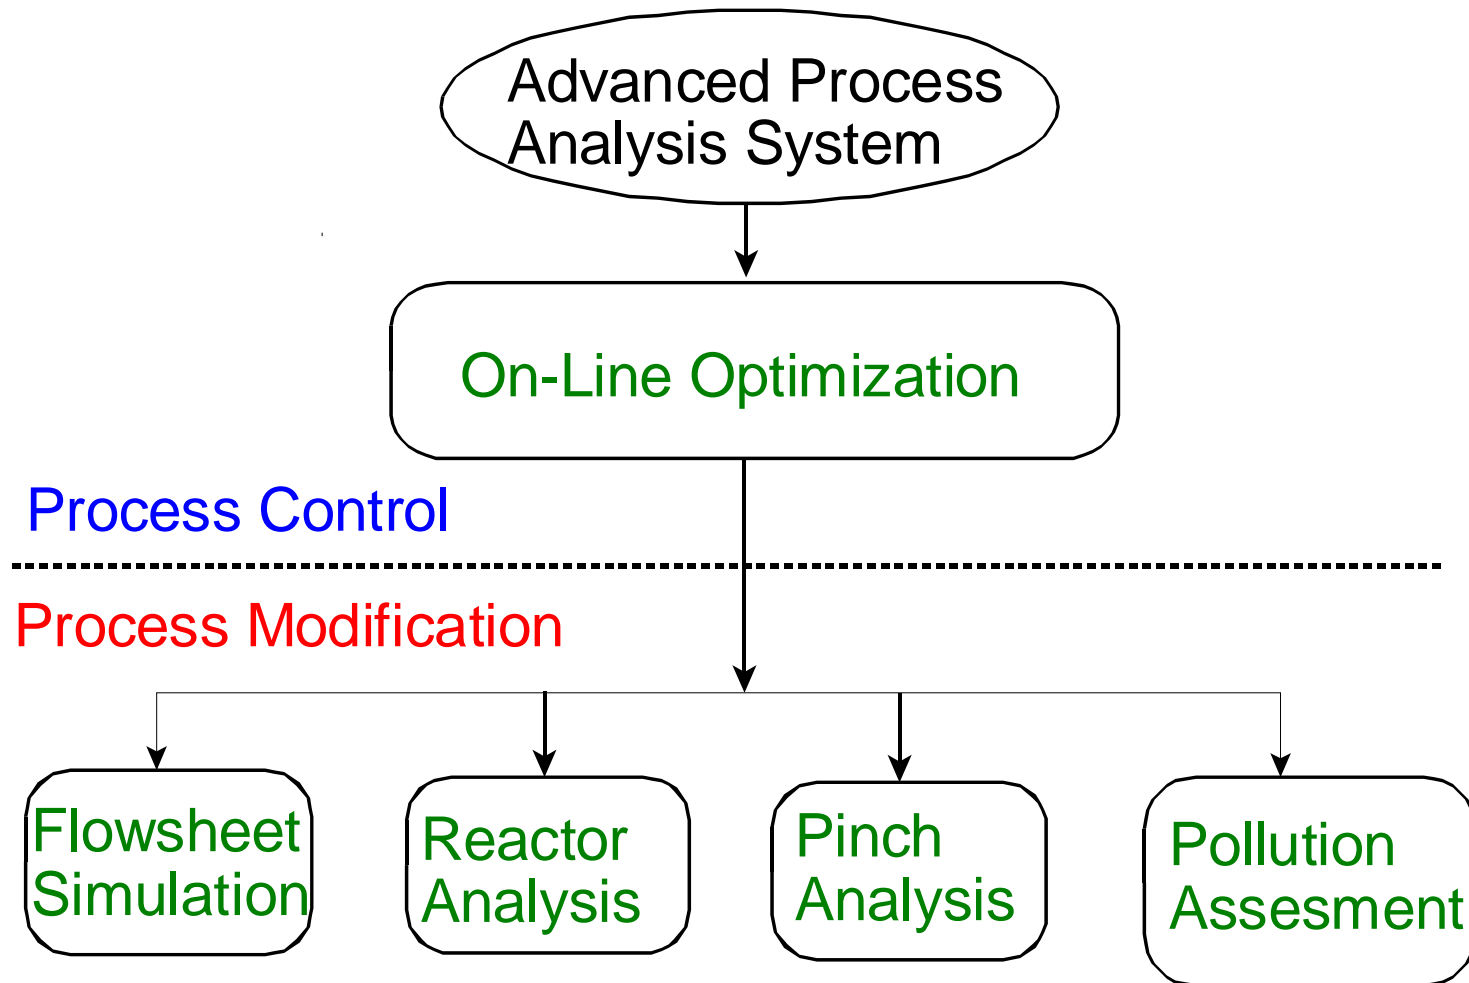 Advanced Process
Analysis System
On-Line Optimization
Process Control
Process Modification
Flowsheet
Simulation
Reactor
Analysis
Pinch
Analysis
Pollution
Assesment